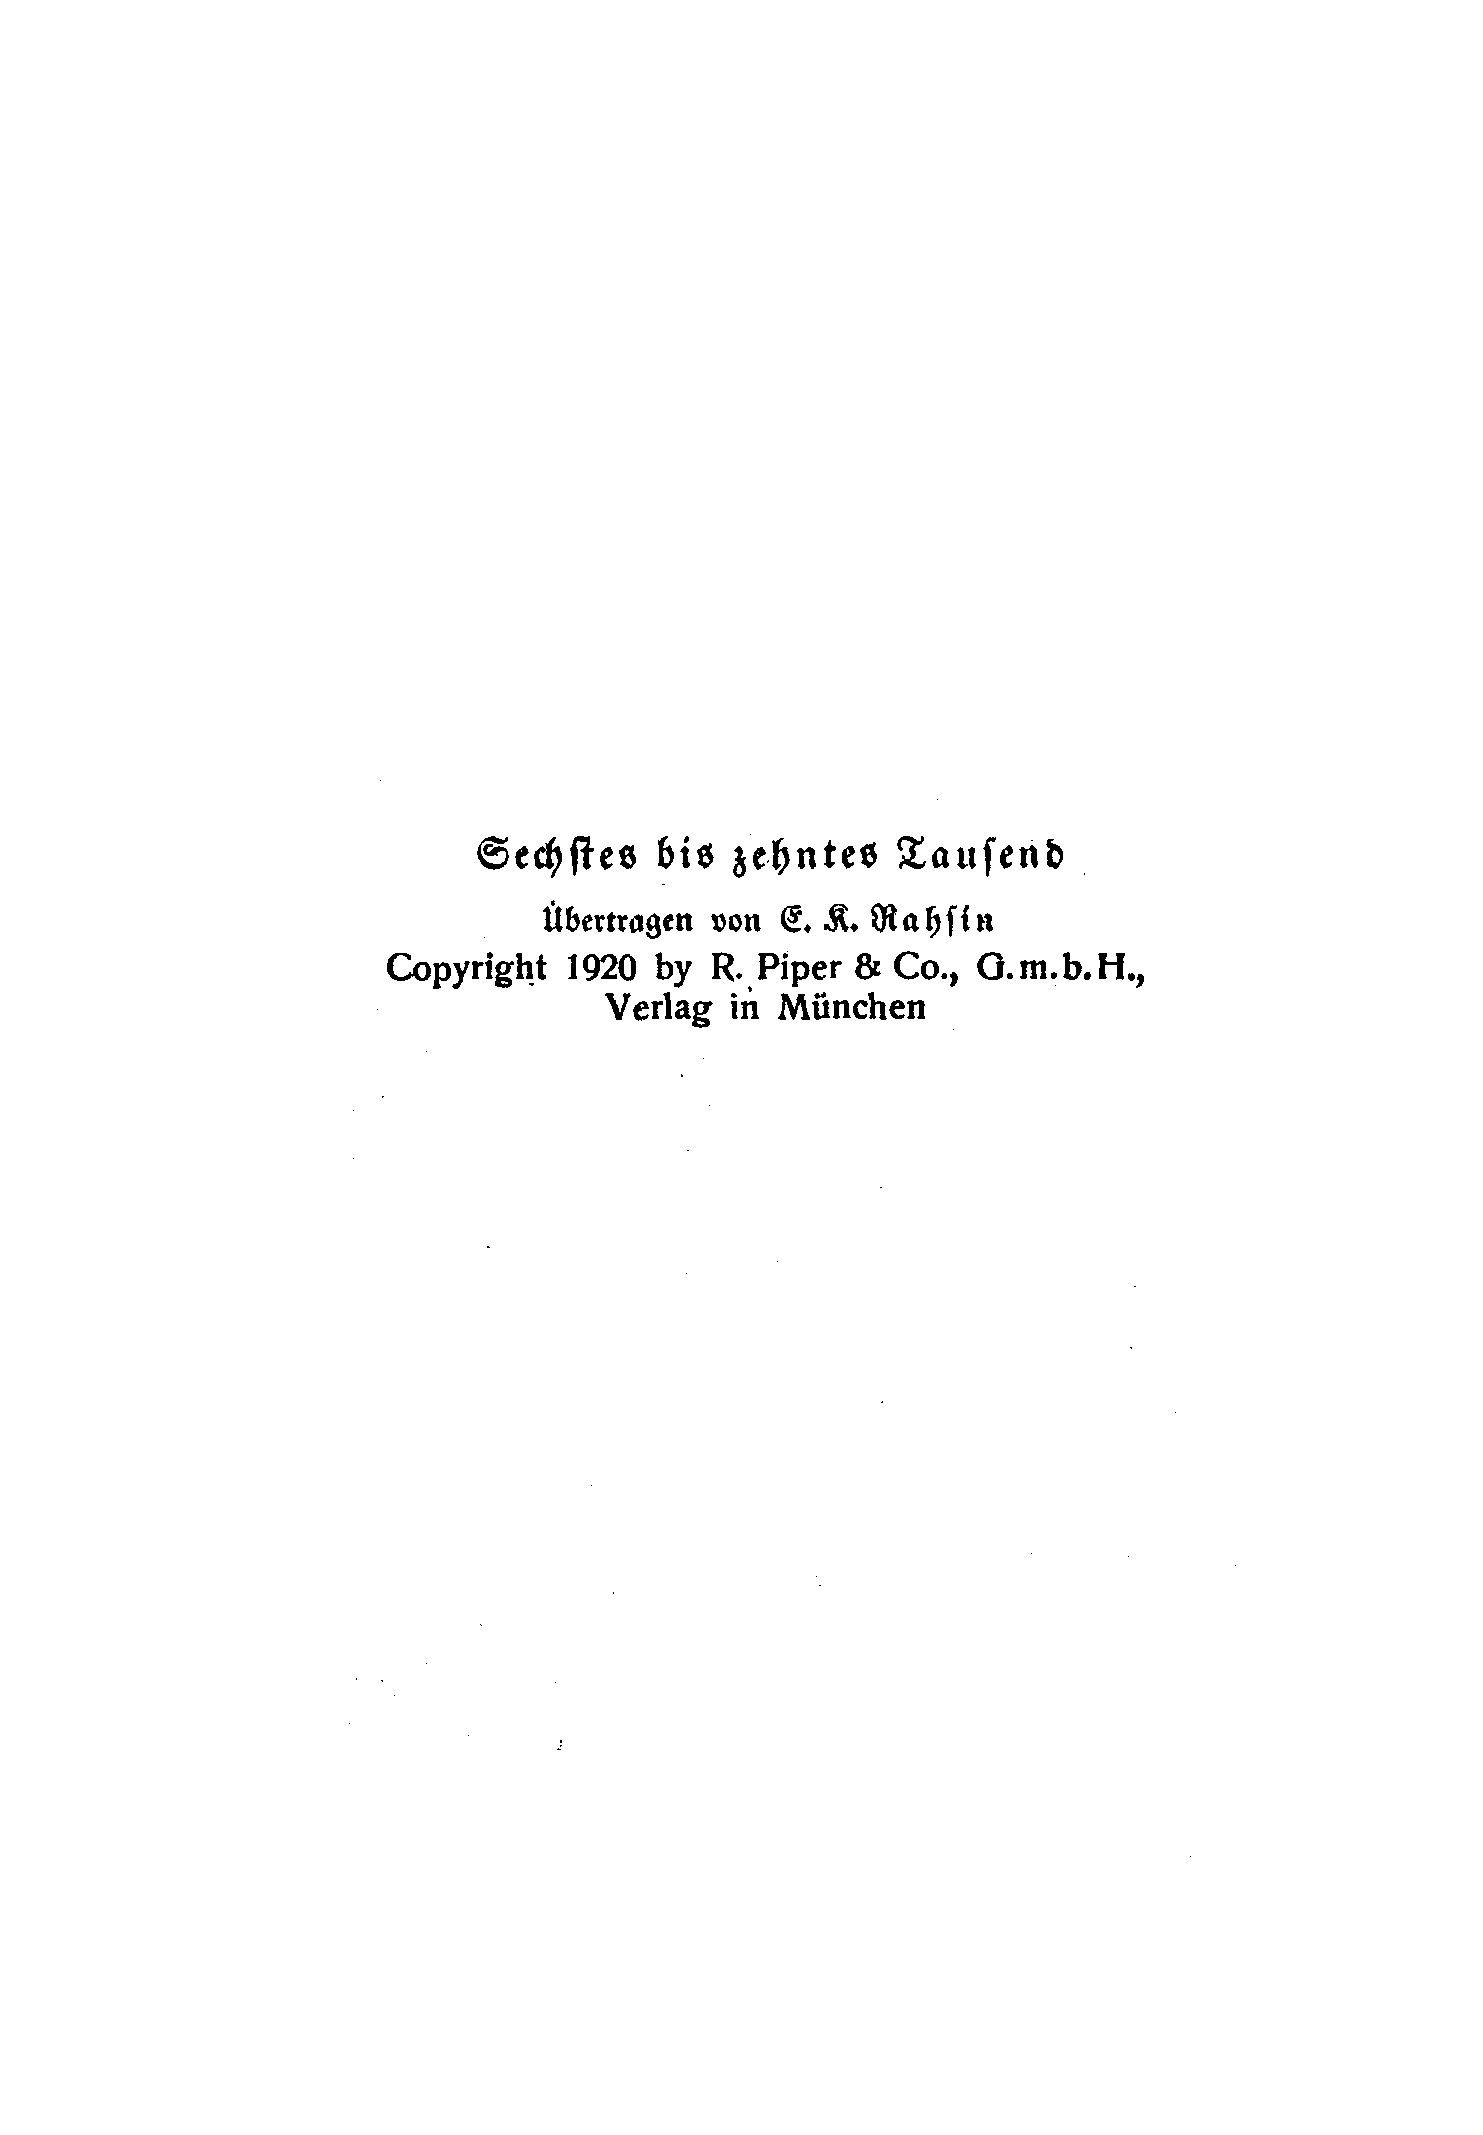 Sechstes bis zehntes Tausend
Übertragen von E. K. Rahsin
Copyright 1920 by R. Piper & Co., G.m.b.H.,
Verlag in München